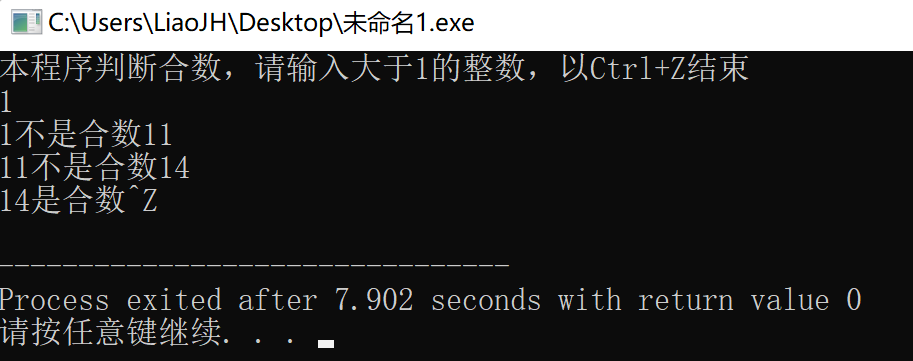 C:\Users\LiaoJH\Desktop\未命名1.exe
本程序判断合数，请输入大于1的整数，以Ctrl+Z结束
1
1不是合数11
11不是合数14
14是合数^Z
--------------------------------
Process exited after 7.902 seconds with return value 0
请按任意键继续. . .